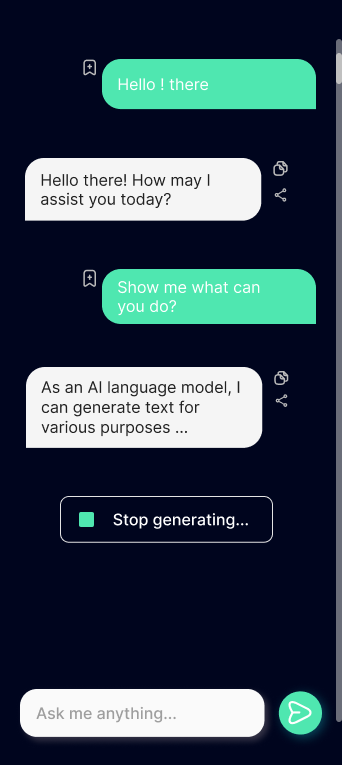 Hello ! there
Hello there! How may I
assist you today?
Show me what can
you do?
As an AI language model, I
can generate text for
various purposes ...
Stop generating...
Ask me anything...